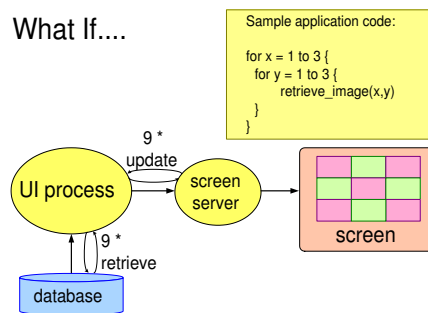 What If....
Sample application code:
for x = 1 to 3 {
for y = 1 to 3 {
retrieve_image(x,y)
}
}
9 *
update
UI process
screen
server
screen
9 *
retrieve
database